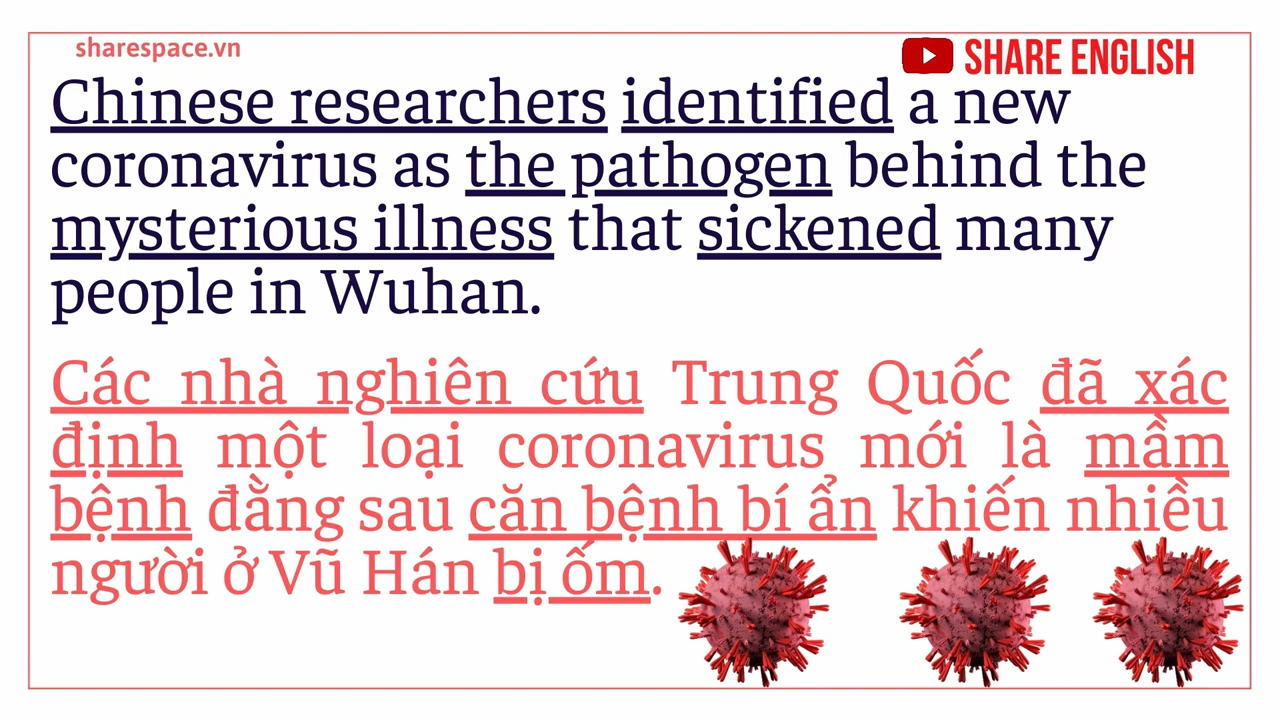 sharespace.vn
SHARE ENGLISH
Chinese researchers identified a new
coronavirus as the pathogen behind the
mysterious illness that sickened many
people in Wuhan.
Các nhà nghiên cứu Trung Quốc đã xác
định một loại coronavirus mới là mầm
bệnh đằng sau căn bệnh bí ẩn khiến nhiều
người ở Vũ Hán bị ốm.